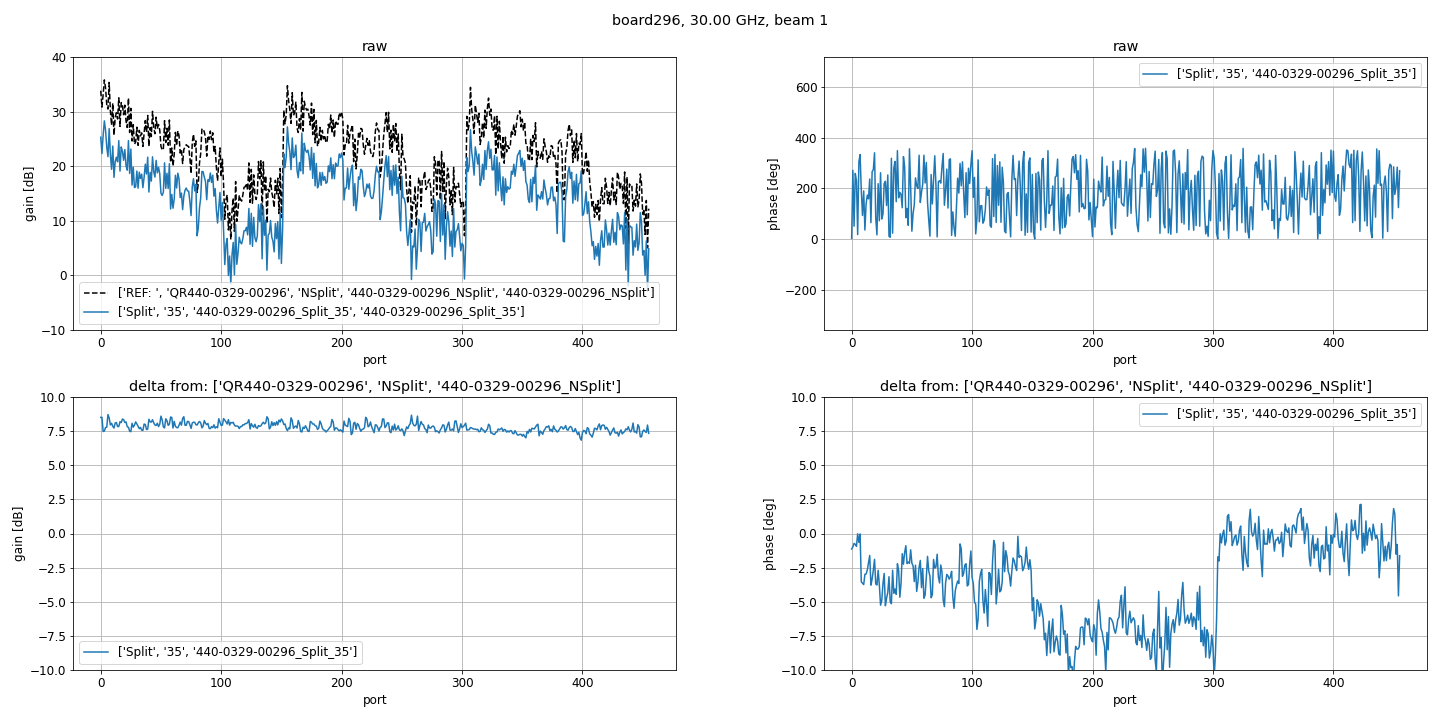 board296, 30.00 GHz, beam 1
raw
40
30
20
10
0
−10
gain [dB]
['REF: ', 'QR440-0329-00296', 'NSplit', '440-0329-00296_NSplit', '440-0329-00296_NSplit']
['Split', '35', '440-0329-00296_Split_35', '440-0329-00296_Split_35']
0 100 200 300 400
port
raw
['Split', '35', '440-0329-00296_Split_35']
600
400
200
0
−200
phase [deg]
0 100 200 300 400
port
delta from: ['QR440-0329-00296', 'NSplit', '440-0329-00296_NSplit']
10.0
7.5
5.0
2.5
0.0
−2.5
−5.0
−7.5
−10.0
gain [dB]
['Split', '35', '440-0329-00296_Split_35']
0 100 200 300 400
port
delta from: ['QR440-0329-00296', 'NSplit', '440-0329-00296_NSplit']
['Split', '35', '440-0329-00296_Split_35']
10.0
7.5
5.0
2.5
0.0
−2.5
−5.0
−7.5
−10.0
phase [deg]
0 100 200 300 400
port